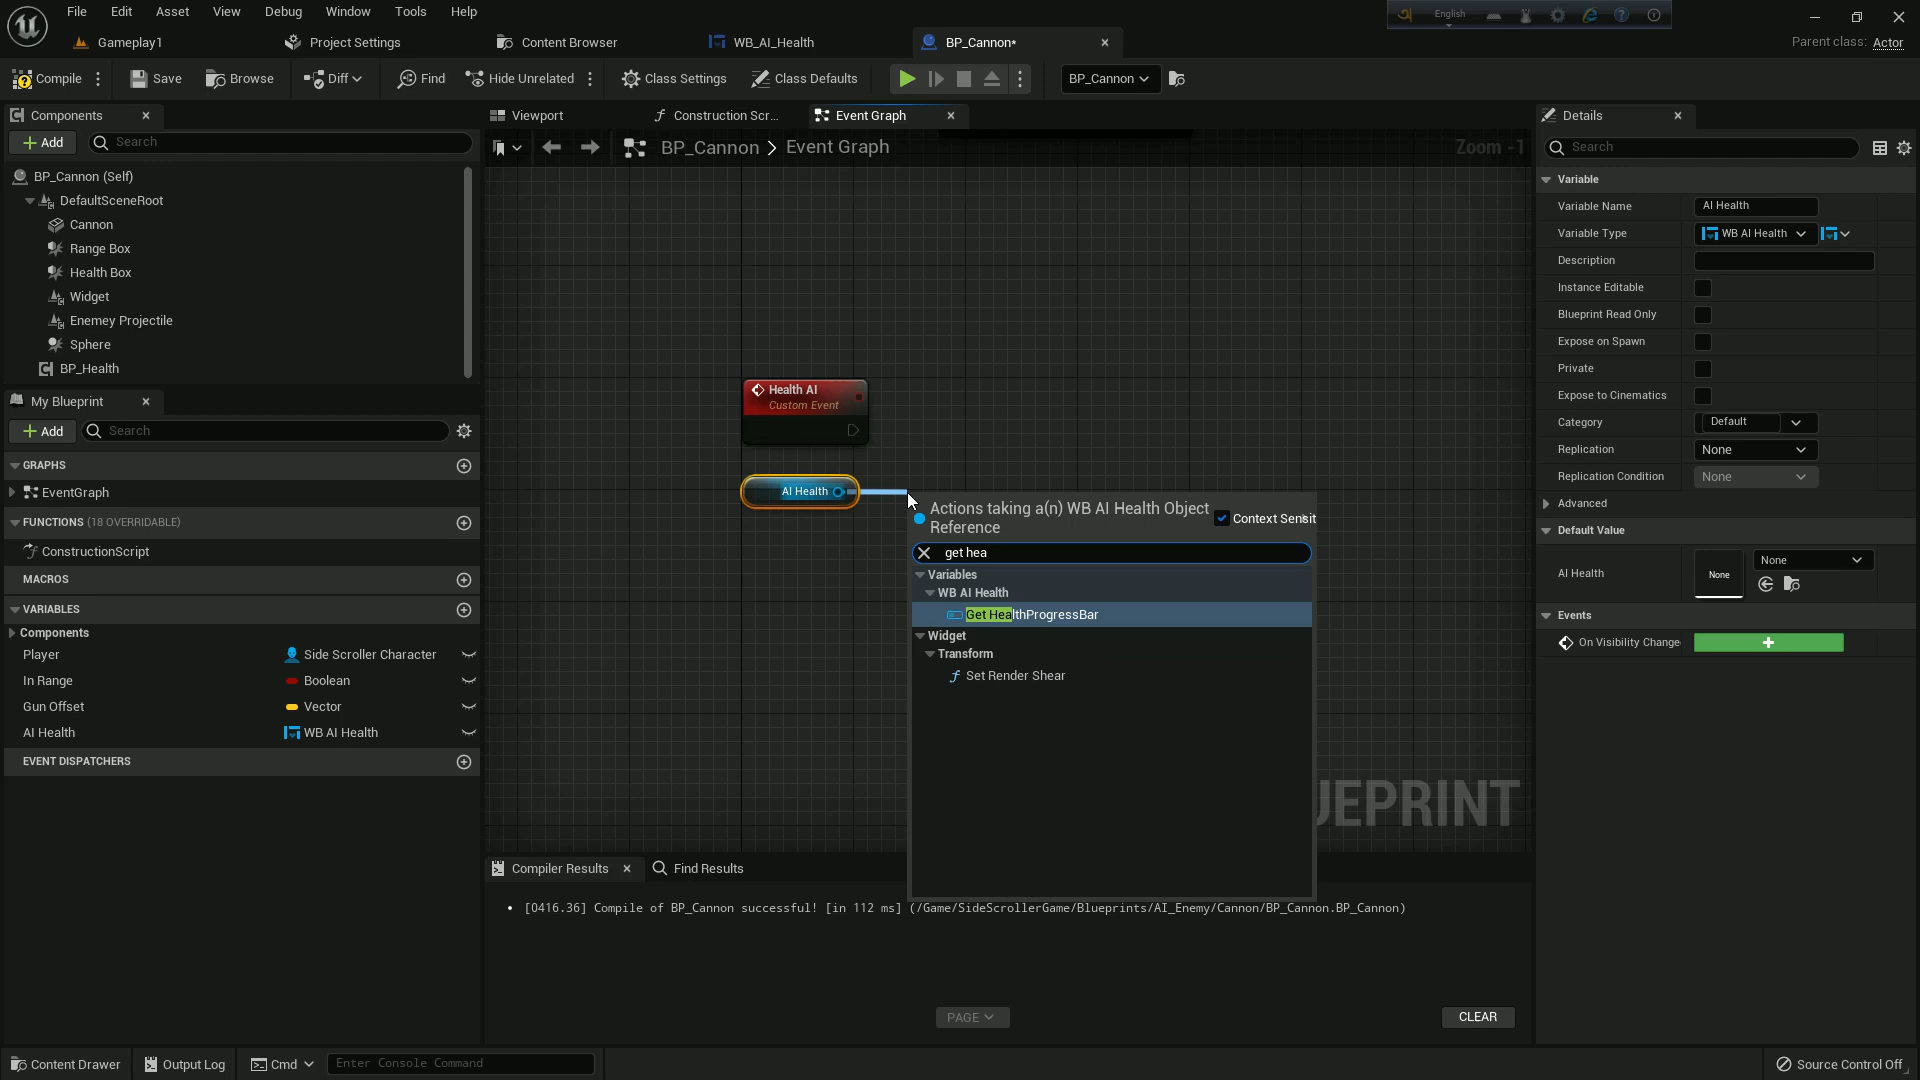 File Edit Asset View Debug Window Tools Help
English
Gameplay1 Project Settings Content Browser WB_AI_Health BP_Cannon*
Parent class: Actor
Compile Save Browse Diff Find Hide Unrelated Class Settings Class Defaults BP_Cannon
Components
Add Search
BP_Cannon (Self)
DefaultSceneRoot
Cannon
Range Box
Health Box
Widget
Enemey Projectile
Sphere
BP_Health
My Blueprint
Add Search
GRAPHS
EventGraph
FUNCTIONS (18 OVERRIDABLE)
ConstructionScript
MACROS
VARIABLES
Components
Player Side Scroller Character
In Range Boolean
Gun Offset Vector
AI Health WB AI Health
EVENT DISPATCHERS
Viewport Construction Scr... Event Graph
BP_Cannon > Event Graph
Zoom -1
Health AI
Custom Event
AI Health
Actions taking a(n) WB AI Health Object
Reference
Context Sensit
get hea
Variables
WB AI Health
Get HealthProgressBar
Widget
Transform
Set Render Shear
UEPRINT
Compiler Results Find Results
[0416.36] Compile of BP_Cannon successful! [in 112 ms] (/Game/SideScrollerGame/Blueprints/AI_Enemy/Cannon/BP_Cannon.BP_Cannon)
PAGE
CLEAR
Details
Search
Variable
Variable Name AI Health
Variable Type WB AI Health
Description
Instance Editable
Blueprint Read Only
Expose on Spawn
Private
Expose to Cinematics
Category Default
Replication None
Replication Condition None
Advanced
Default Value
AI Health None None
Events
On Visibility Change
Content Drawer Output Log Cmd Enter Console Command
Source Control Off